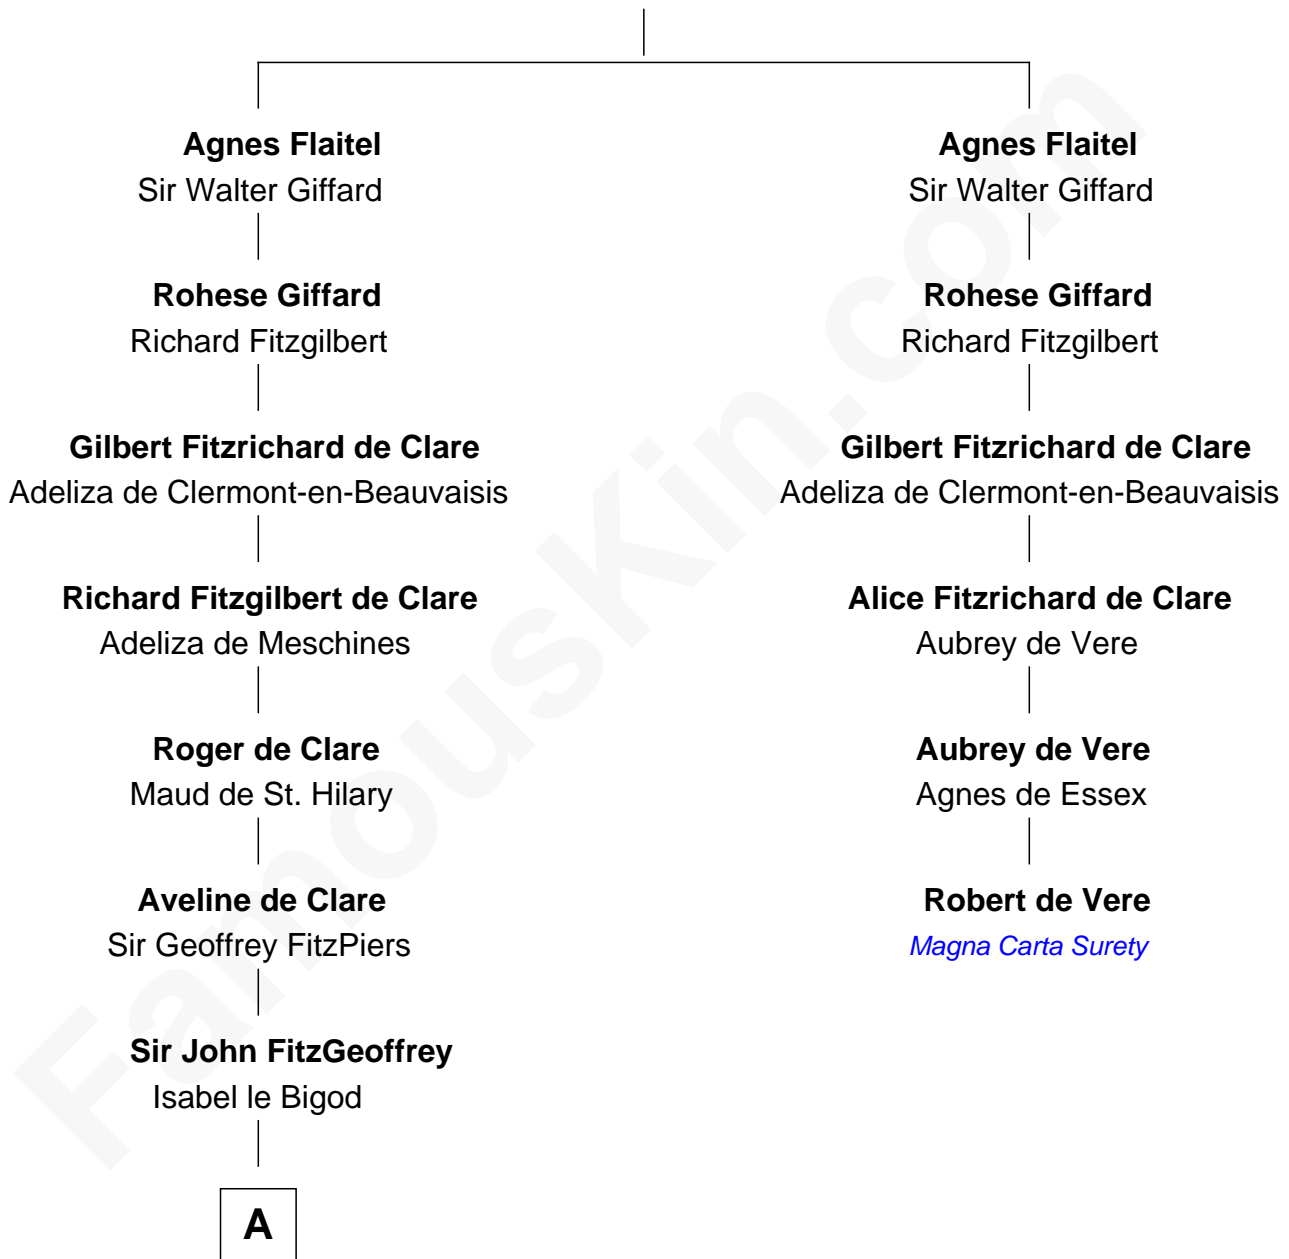 Agnes Flaitel
Sir Walter Giffard
Rohese Giffard
Richard Fitzgilbert
Gilbert Fitzrichard de Clare
Adeliza de Clermont-en-Beauvaisis
Richard Fitzgilbert de Clare
Adeliza de Meschines
Roger de Clare
Maud de St. Hilary
Aveline de Clare
Sir Geoffrey FitzPiers
Sir John FitzGeoffrey
Isabel le Bigod
A
Agnes Flaitel
Sir Walter Giffard
Rohese Giffard
Richard Fitzgilbert
Gilbert Fitzrichard de Clare
Adeliza de Clermont-en-Beauvaisis
Alice Fitzrichard de Clare
Aubrey de Vere
Aubrey de Vere
Agnes de Essex
Robert de Vere
Magna Carta Surety
FamousKin.com